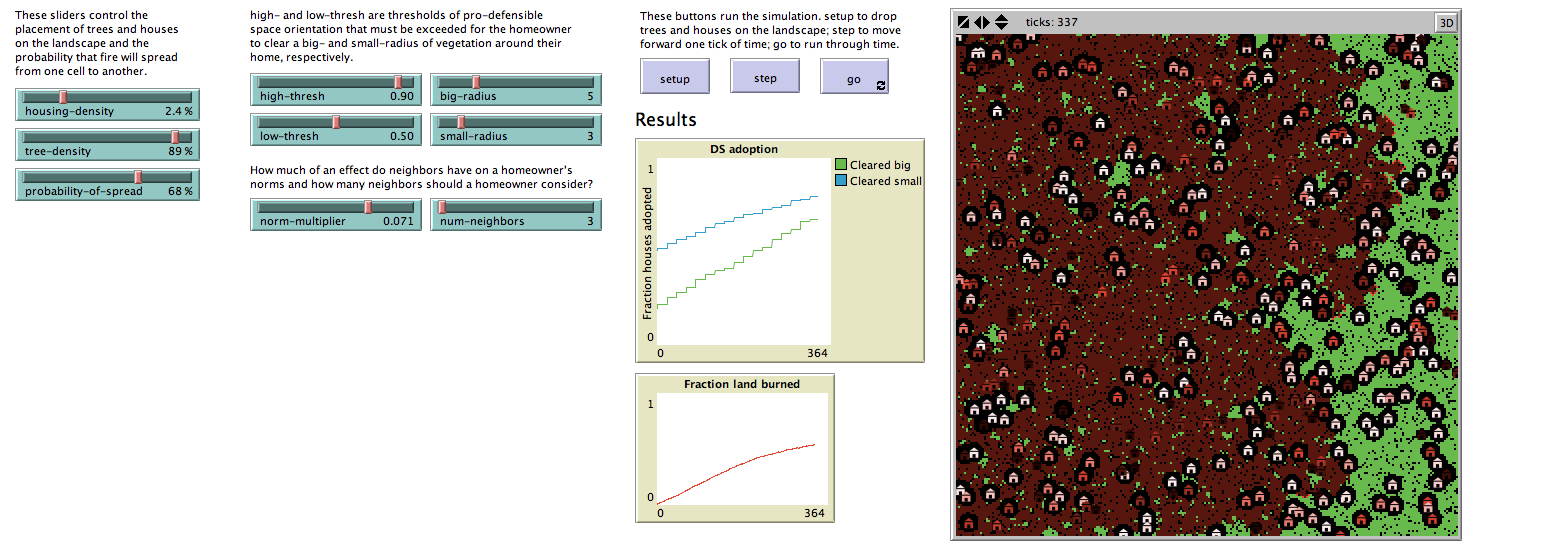 These sliders control the
placement of trees and houses
on the landscape and the
probability that fire will spread
from one cell to another.
housing-density 2.4 %
tree-density 89 %
probability-of-spread 68 %
high- and low-thresh are thresholds of pro-defensible
space orientation that must be exceeded for the homeowner
to clear a big- and small-radius of vegetation around their
home, respectively.
high-thresh 0.90
big-radius 5
low-thresh 0.50
small-radius 3
How much of an effect do neighbors have on a homeowner's
norms and how many neighbors should a homeowner consider?
norm-multiplier 0.071
num-neighbors 3
These buttons run the simulation. setup to drop
trees and houses on the landscape; step to move
forward one tick of time; go to run through time.
setup
step
go
Results
DS adoption
Fraction houses adopted
1
0
0
364
Cleared big
Cleared small
Fraction land burned
1
0
0
364
ticks: 337
3D